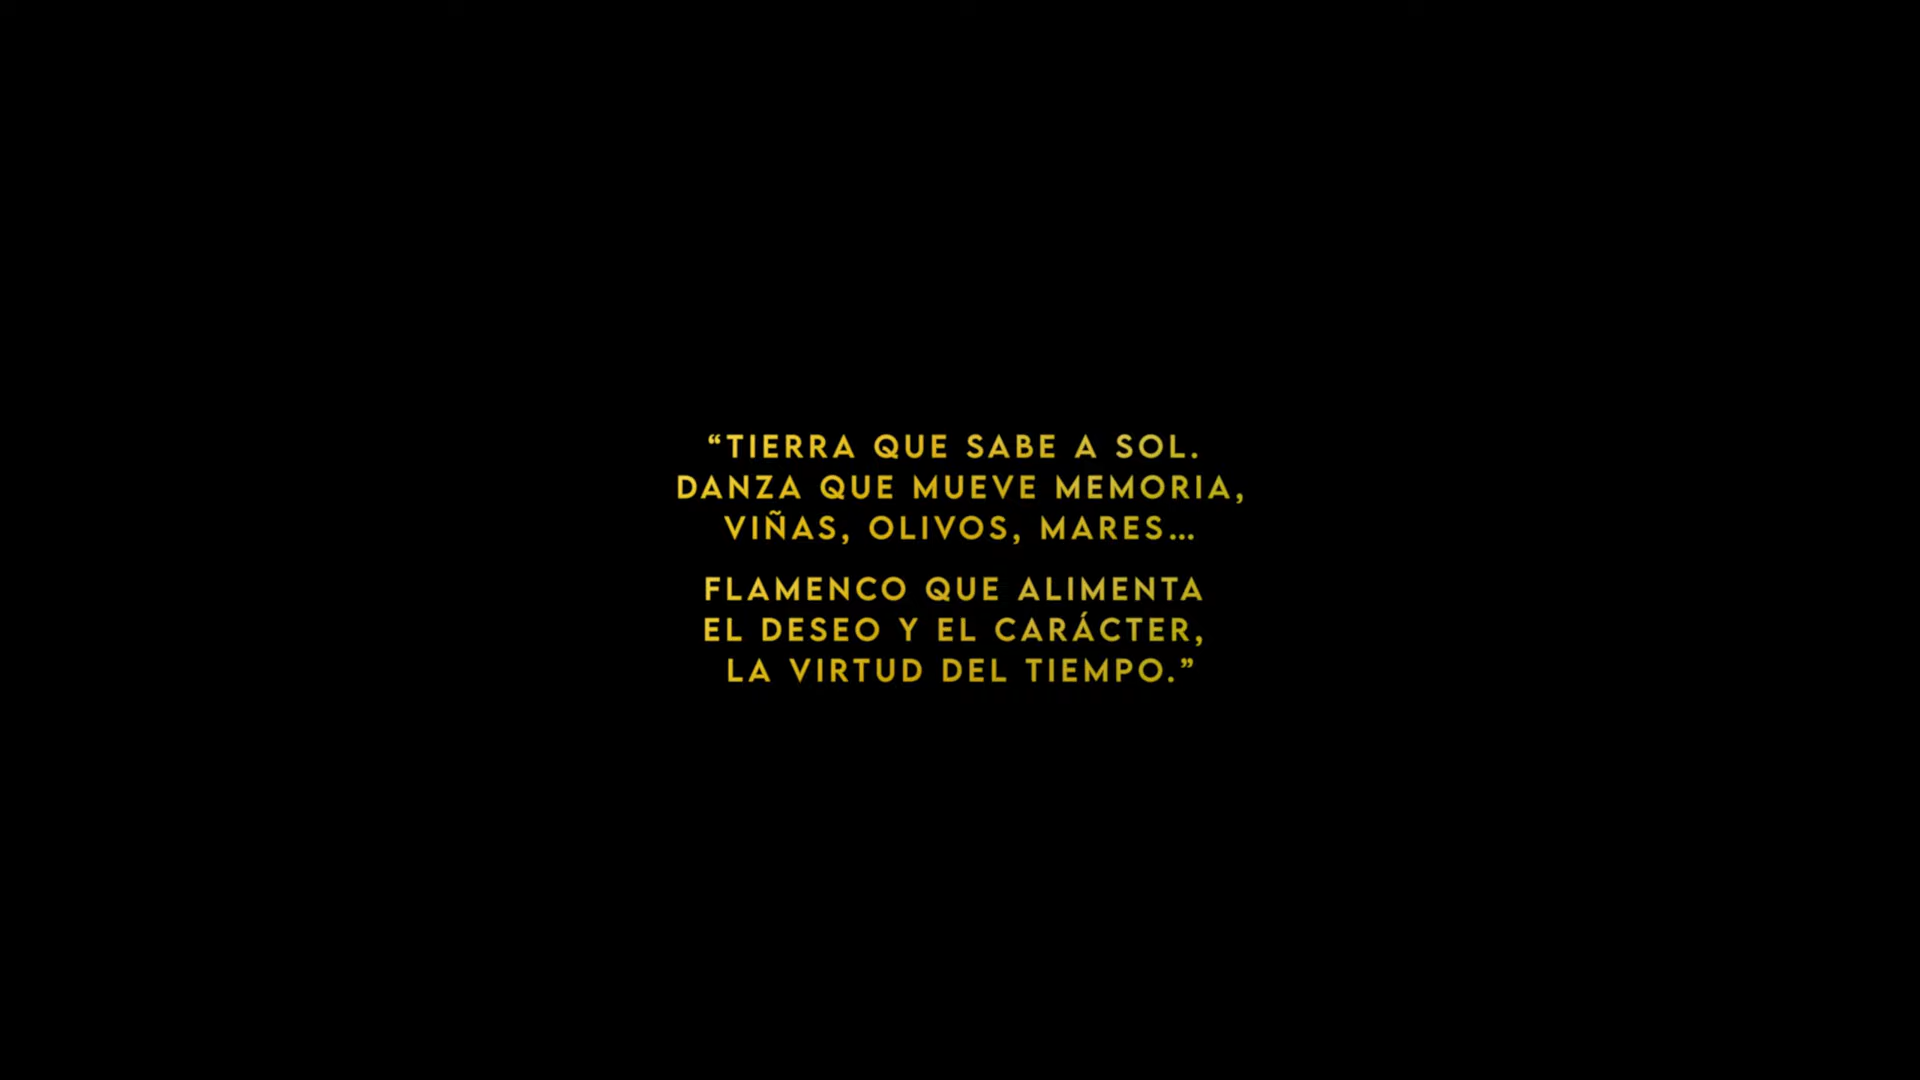 “TIERRA QUE SABE A SOL.
DANZA QUE MUEVE MEMORIA,
VIÑAS, OLIVOS, MARES...
FLAMENCO QUE ALIMENTA
EL DESEO Y EL CARÁCTER,
LA VIRTUD DEL TIEMPO.”